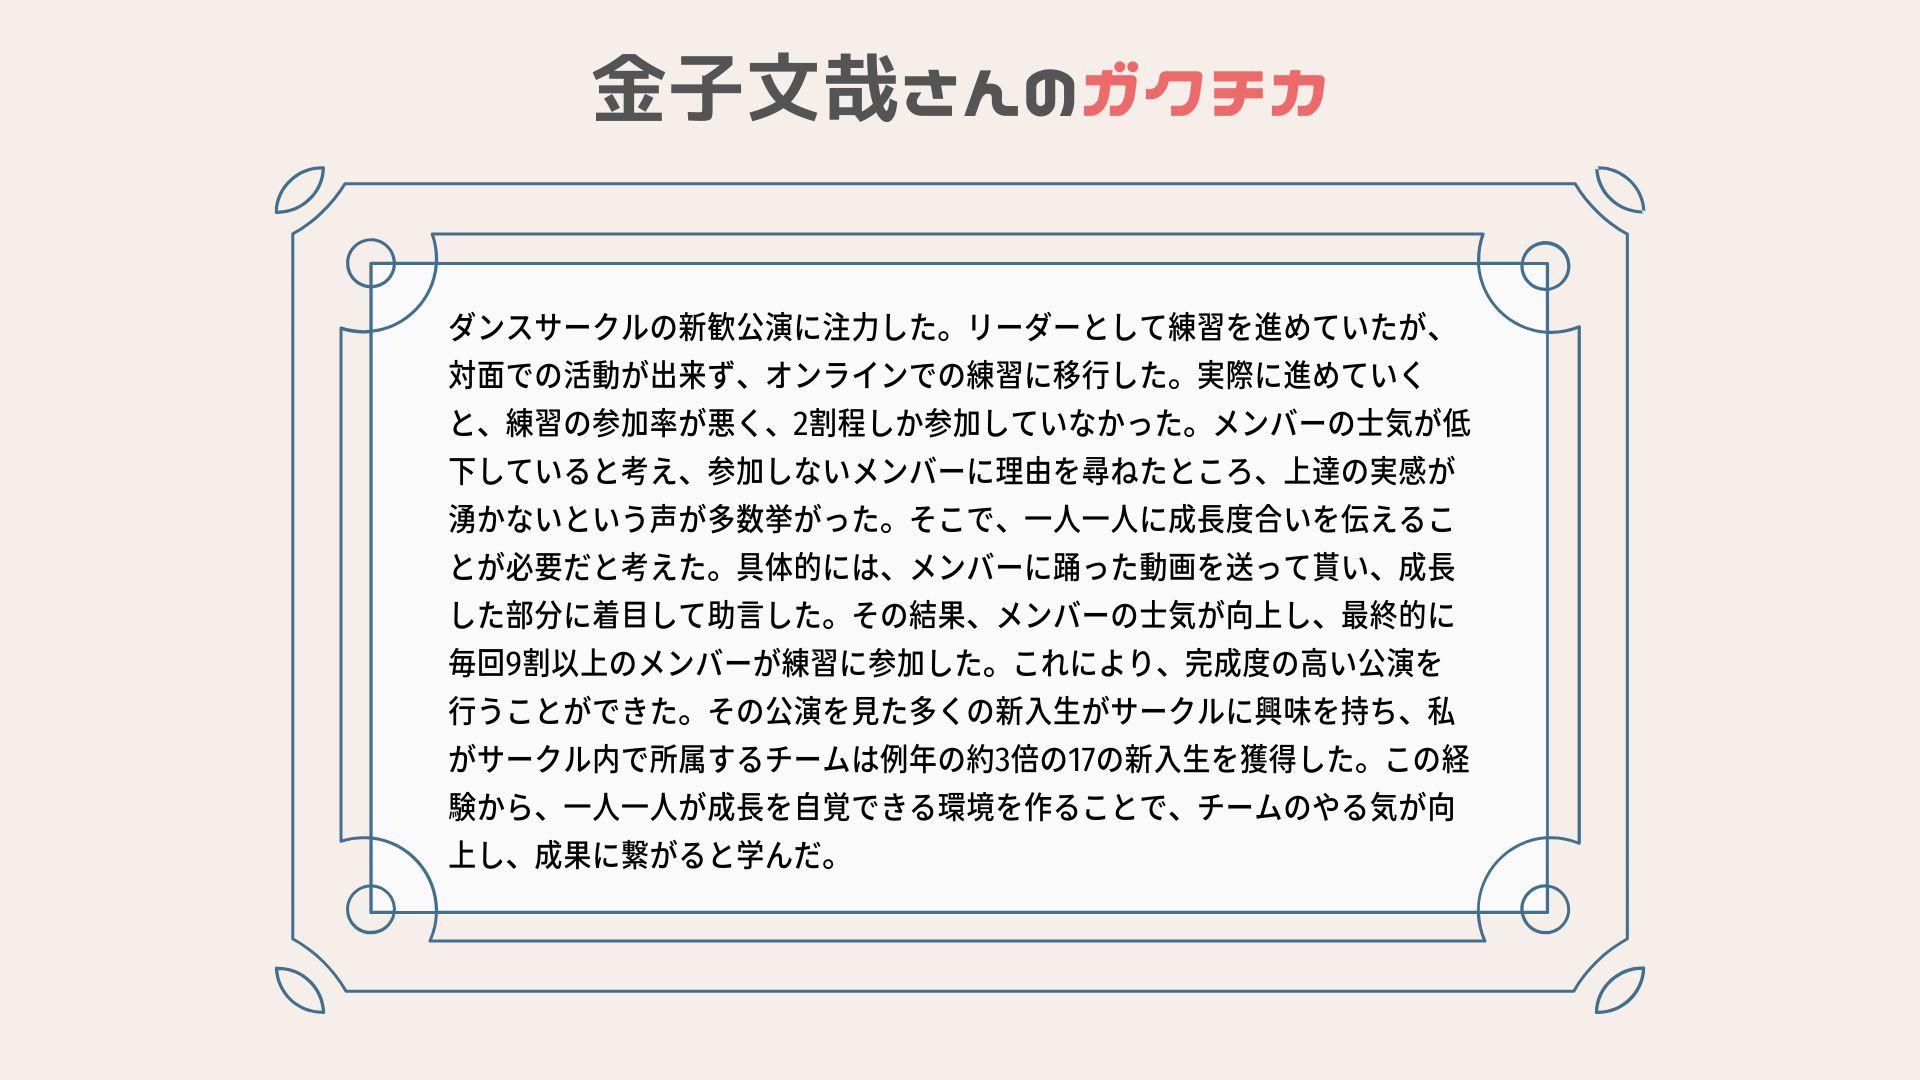 金子文哉さんのガクチカ
ダンスサークルの新歓公演に注力した。リーダーとして練習を進めていたが、
対面での活動が出来ず、オンラインでの練習に移行した。実際に進めていく
と、練習の参加率が悪く、2割程しか参加していなかった。メンバーの士気が低
下していると考え、参加しないメンバーに理由を尋ねたところ、上達の実感が
湧かないという声が多数挙がった。そこで、一人一人に成長度合いを伝えるこ
とが必要だと考えた。具体的には、メンバーに踊った動画を送って貰い、成長
した部分に着目して助言した。その結果、メンバーの士気が向上し、最終的に
毎回9割以上のメンバーが練習に参加した。これにより、完成度の高い公演を
行うことができた。その公演を見た多くの新入生がサークルに興味を持ち、私
がサークル内で所属するチームは例年の約3倍の17の新入生を獲得した。この経
験から、一人一人が成長を自覚できる環境を作ることで、チームのやる気が向
上し、成果に繋がると学んだ。